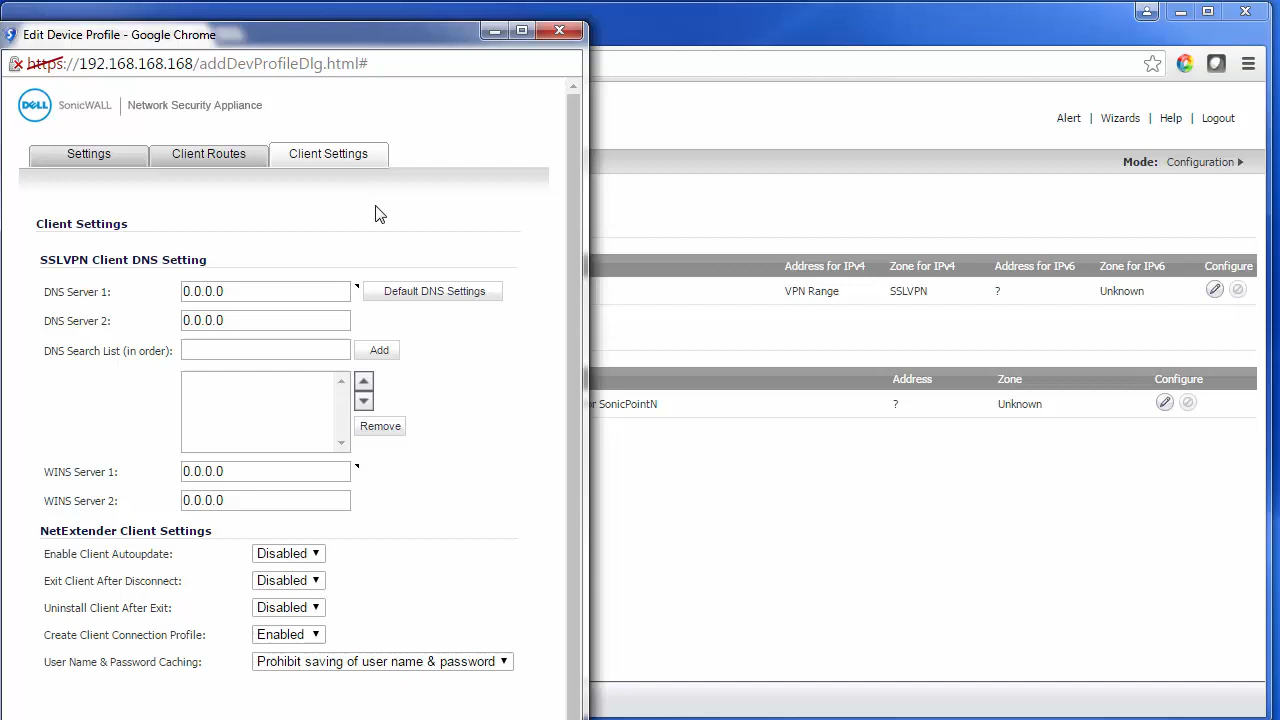 Edit Device Profile - Google Chrome
https://192.168.168.168/addDevProfileDlg.html#
DELL SonicWALL | Network Security Appliance
Alert | Wizards | Help | Logout
Mode: Configuration
Settings Client Routes Client Settings
Client Settings
SSLVPN Client DNS Setting
DNS Server 1: 0.0.0.0 Default DNS Settings
DNS Server 2: 0.0.0.0
DNS Search List (in order): Add
Remove
WINS Server 1: 0.0.0.0
WINS Server 2: 0.0.0.0
NetExtender Client Settings
Enable Client Autoupdate: Disabled
Exit Client After Disconnect: Disabled
Uninstall Client After Exit: Disabled
Create Client Connection Profile: Enabled
User Name & Password Caching: Prohibit saving of user name & password
Address for IPv4 Zone for IPv4 Address for IPv6 Zone for IPv6 Configure
VPN Range SSLVPN ? Unknown
Address Zone Configure
or SonicPointN ? Unknown